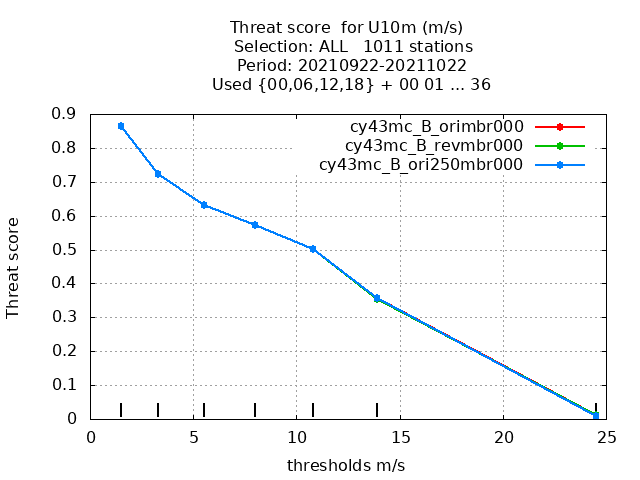 Threat score  for U10m (m/s)
Selection: ALL   1011 stations
Period: 20210922-20211022
Used {00,06,12,18} + 00 01 ... 36
cy43mc_B_orimbr000
cy43mc_B_revmbr000
cy43mc_B_ori250mbr000
Threat score
0.9
0.8
0.7
0.6
0.5
0.4
0.3
0.2
0.1
0
0 5 10 15 20 25
thresholds m/s